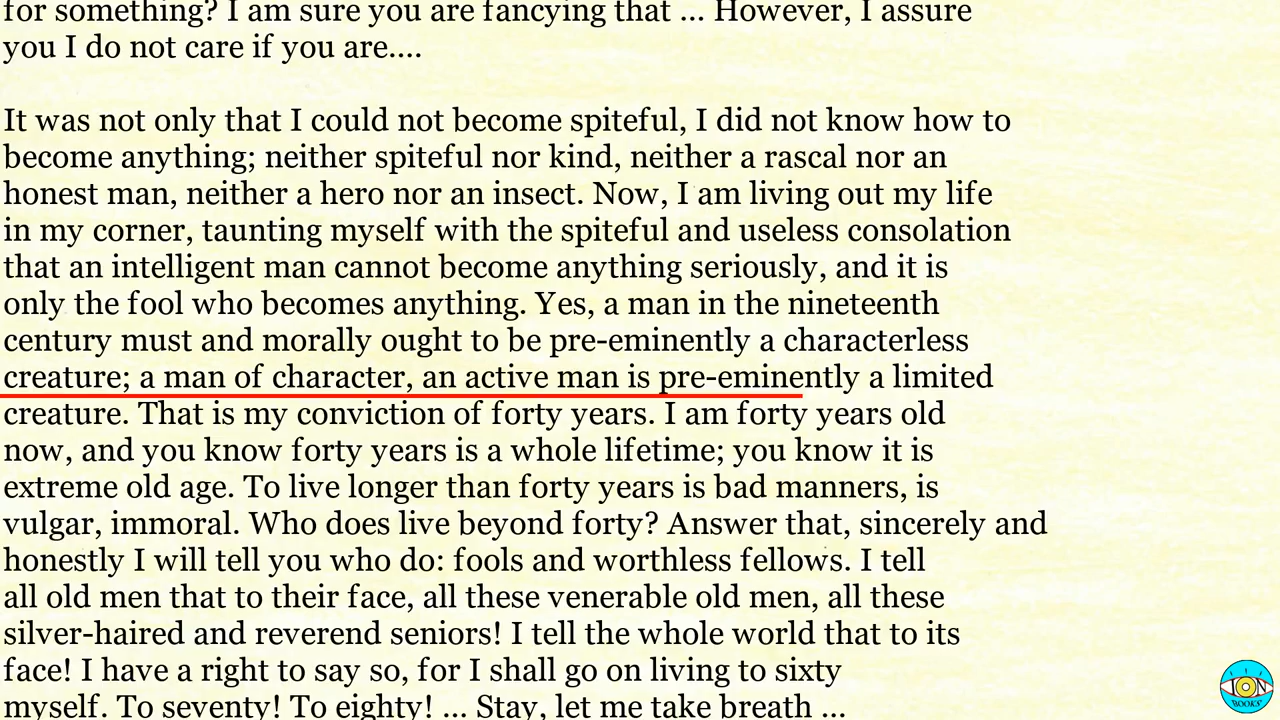 for something? I am sure you are fancying that ... However, I assure
you I do not care if you are....
It was not only that I could not become spiteful, I did not know how to
become anything; neither spiteful nor kind, neither a rascal nor an
honest man, neither a hero nor an insect. Now, I am living out my life
in my corner, taunting myself with the spiteful and useless consolation
that an intelligent man cannot become anything seriously, and it is
only the fool who becomes anything. Yes, a man in the nineteenth
century must and morally ought to be pre-eminently a characterless
creature; a man of character, an active man is pre-eminently a limited
creature. That is my conviction of forty years. I am forty years old
now, and you know forty years is a whole lifetime; you know it is
extreme old age. To live longer than forty years is bad manners, is
vulgar, immoral. Who does live beyond forty? Answer that, sincerely and
honestly I will tell you who do: fools and worthless fellows. I tell
all old men that to their face, all these venerable old men, all these
silver-haired and reverend seniors! I tell the whole world that to its
face! I have a right to say so, for I shall go on living to sixty
myself. To seventy! To eighty! ... Stay, let me take breath ...
ION
BOOKS